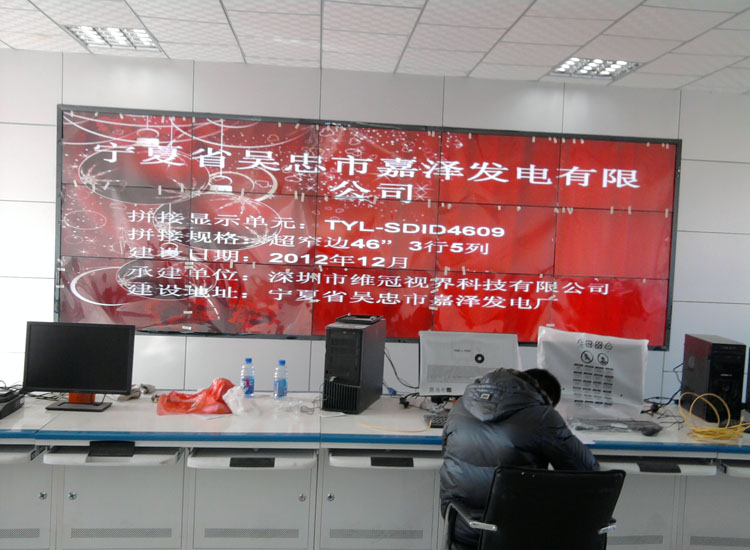 宁夏省吴忠市嘉泽发电有限
公司
拼接显示单元：TYL-SDID4609
拼接规格：超窄边46” 3行5列
建设日期：2012年12月
承建单位：深圳市维冠视界科技有限公司
建设地址：宁夏省吴忠市嘉泽发电厂